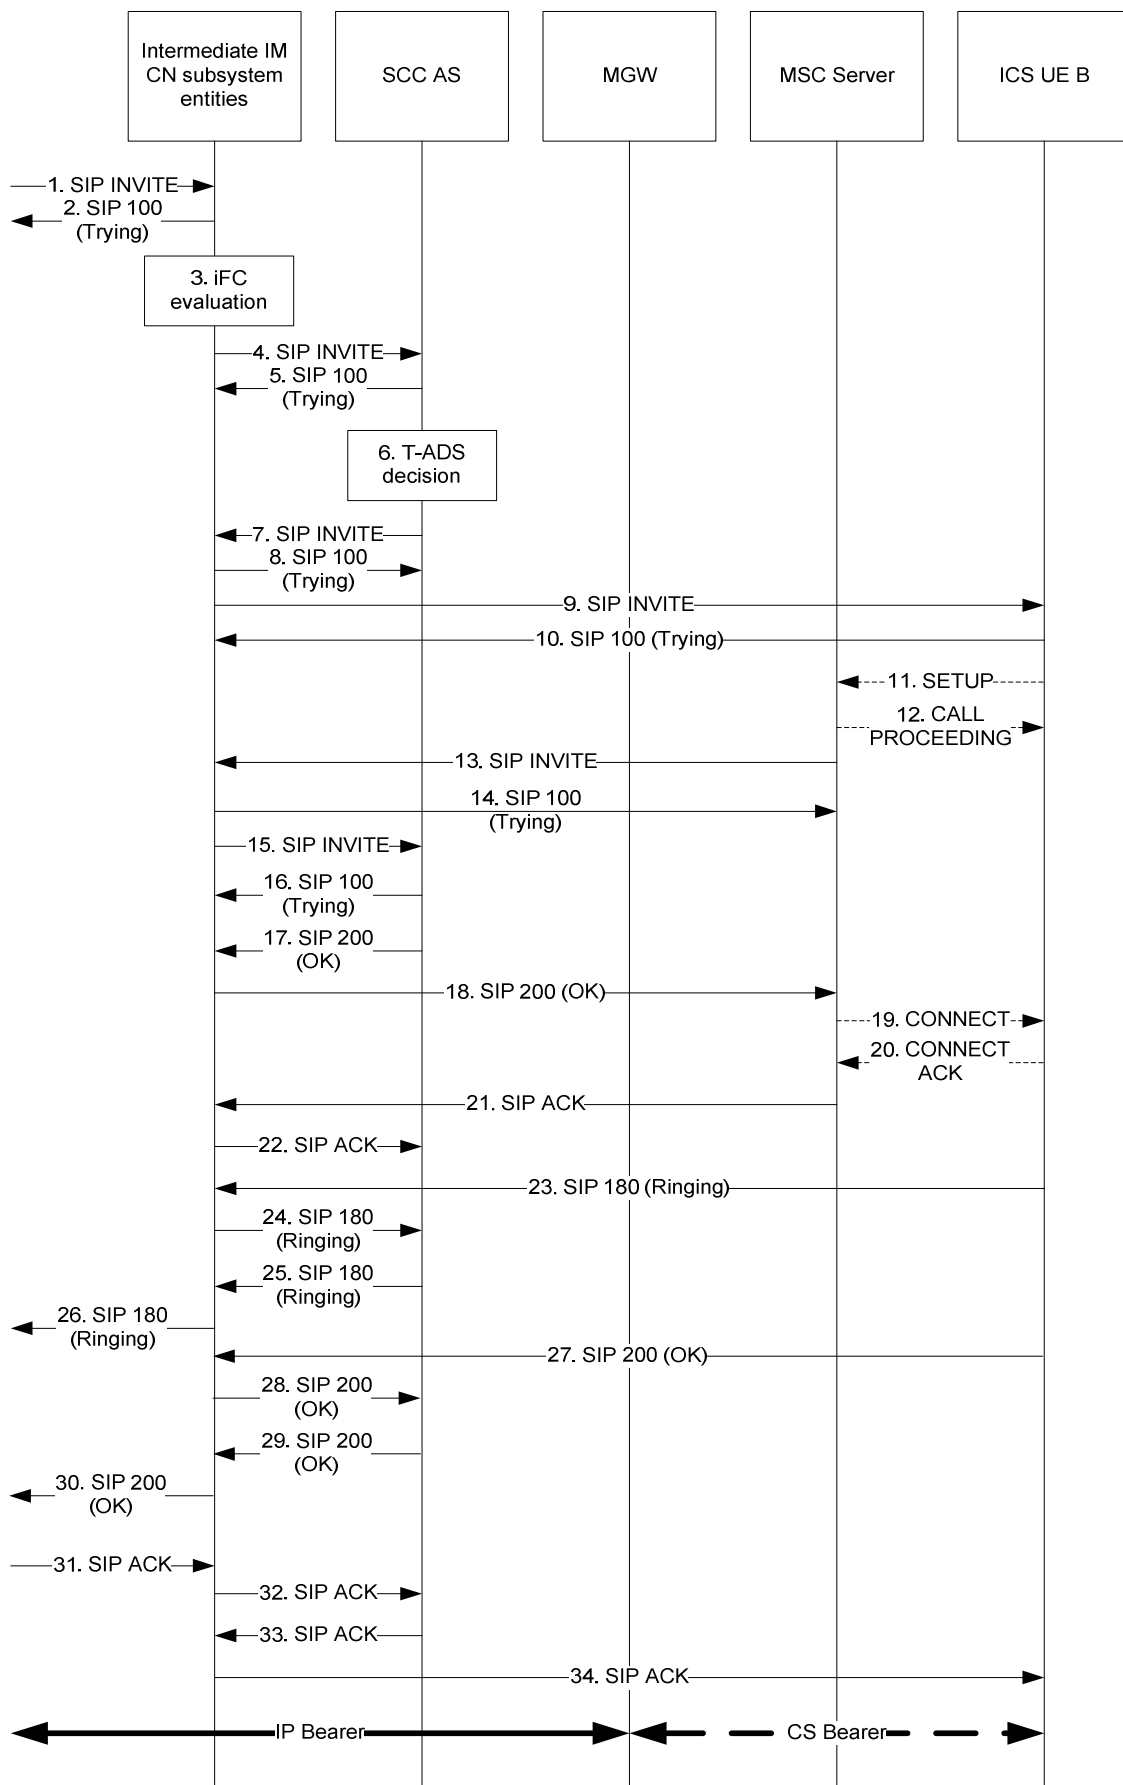 Intermediate IM
CN subsystem
entities
SCC AS
MGW
MSC Server
ICS UE B
1. SIP INVITE
2. SIP 100
(Trying)
3. iFC
evaluation
4. SIP INVITE
5. SIP 100
(Trying)
6. T-ADS
decision
7. SIP INVITE
8. SIP 100
(Trying)
9. SIP INVITE
10. SIP 100 (Trying)
11. SETUP
12. CALL
PROCEEDING
13. SIP INVITE
14. SIP 100
(Trying)
15. SIP INVITE
16. SIP 100
(Trying)
17. SIP 200
(OK)
18. SIP 200 (OK)
19. CONNECT
20. CONNECT
ACK
21. SIP ACK
22. SIP ACK
23. SIP 180 (Ringing)
24. SIP 180
(Ringing)
25. SIP 180
(Ringing)
26. SIP 180
(Ringing)
27. SIP 200 (OK)
28. SIP 200
(OK)
29. SIP 200
(OK)
30. SIP 200
(OK)
31. SIP ACK
32. SIP ACK
33. SIP ACK
34. SIP ACK
IP Bearer
CS Bearer